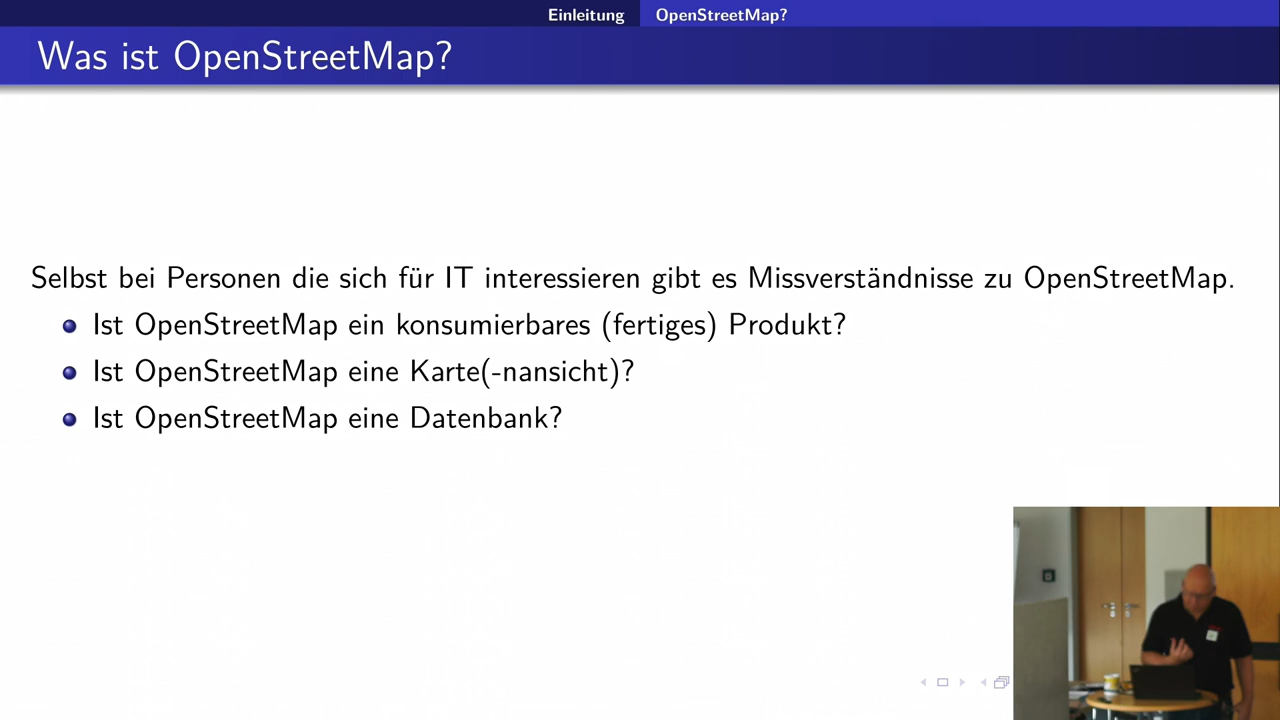 Einleitung OpenStreetMap?
Was ist OpenStreetMap?
Selbst bei Personen die sich für IT interessieren gibt es Missverständnisse zu OpenStreetMap.
Ist OpenStreetMap ein konsumierbares (fertiges) Produkt?
Ist OpenStreetMap eine Karte(-nansicht)?
Ist OpenStreetMap eine Datenbank?